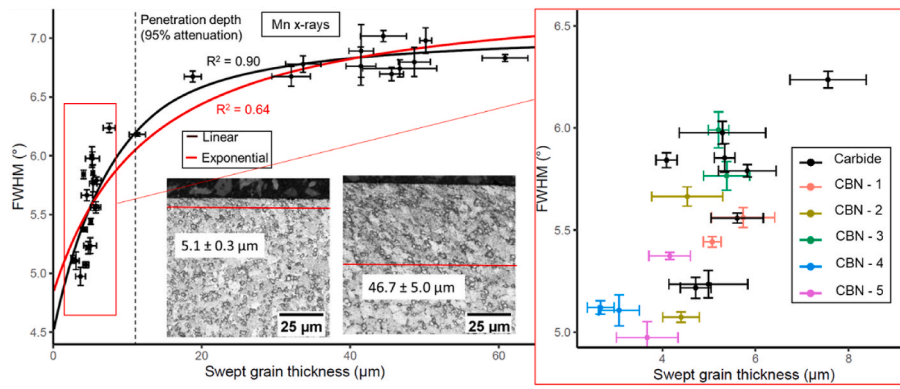 Penetration depth
(95% attenuation)
Mn x-rays
R² = 0.90
R² = 0.64
Linear
Exponential
5.1 ± 0.3 µm
25 µm
46.7 ± 5.0 µm
25 µm
FWHM (°)
7.0
6.5
6.0
5.5
5.0
4.5
0
20
40
60
Swept grain thickness (µm)
FWHM (°)
6.5
6.0
5.5
5.0
4
6
8
Swept grain thickness (µm)
Carbide
CBN - 1
CBN - 2
CBN - 3
CBN - 4
CBN - 5